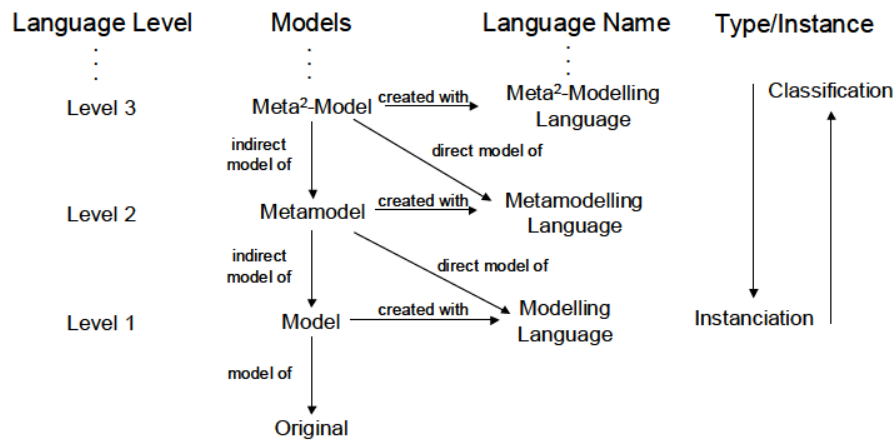 Language Level Models Language Name Type/Instance
Level 3 Meta²-Model created with Meta²-Modelling Language Classification
indirect model of direct model of
Level 2 Metamodel created with Metamodelling Language
indirect model of direct model of
Level 1 Model created with Modelling Language Instanciation
model of
Original